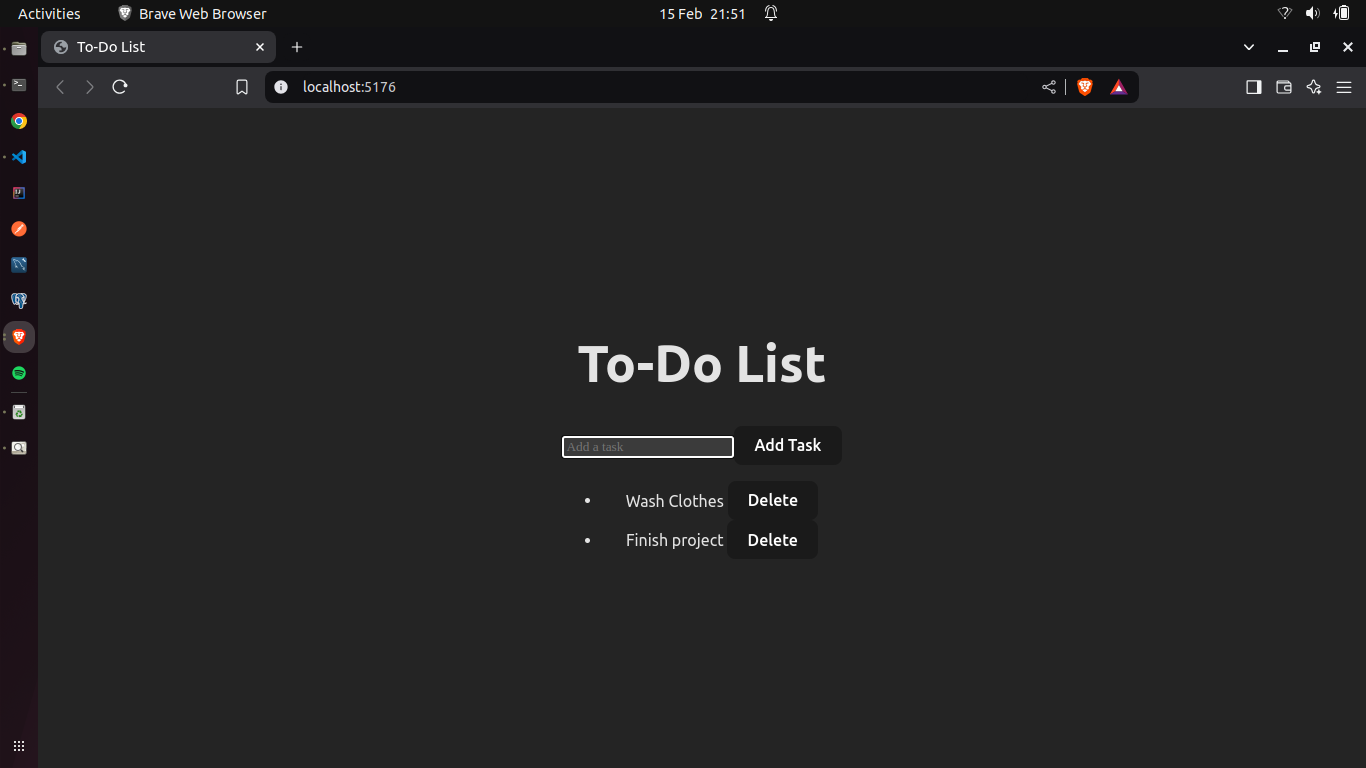 Activities Brave Web Browser 15 Feb 21:51
To-Do List
localhost:5176
To-Do List
Add a task Add Task
• Wash Clothes Delete
• Finish project Delete